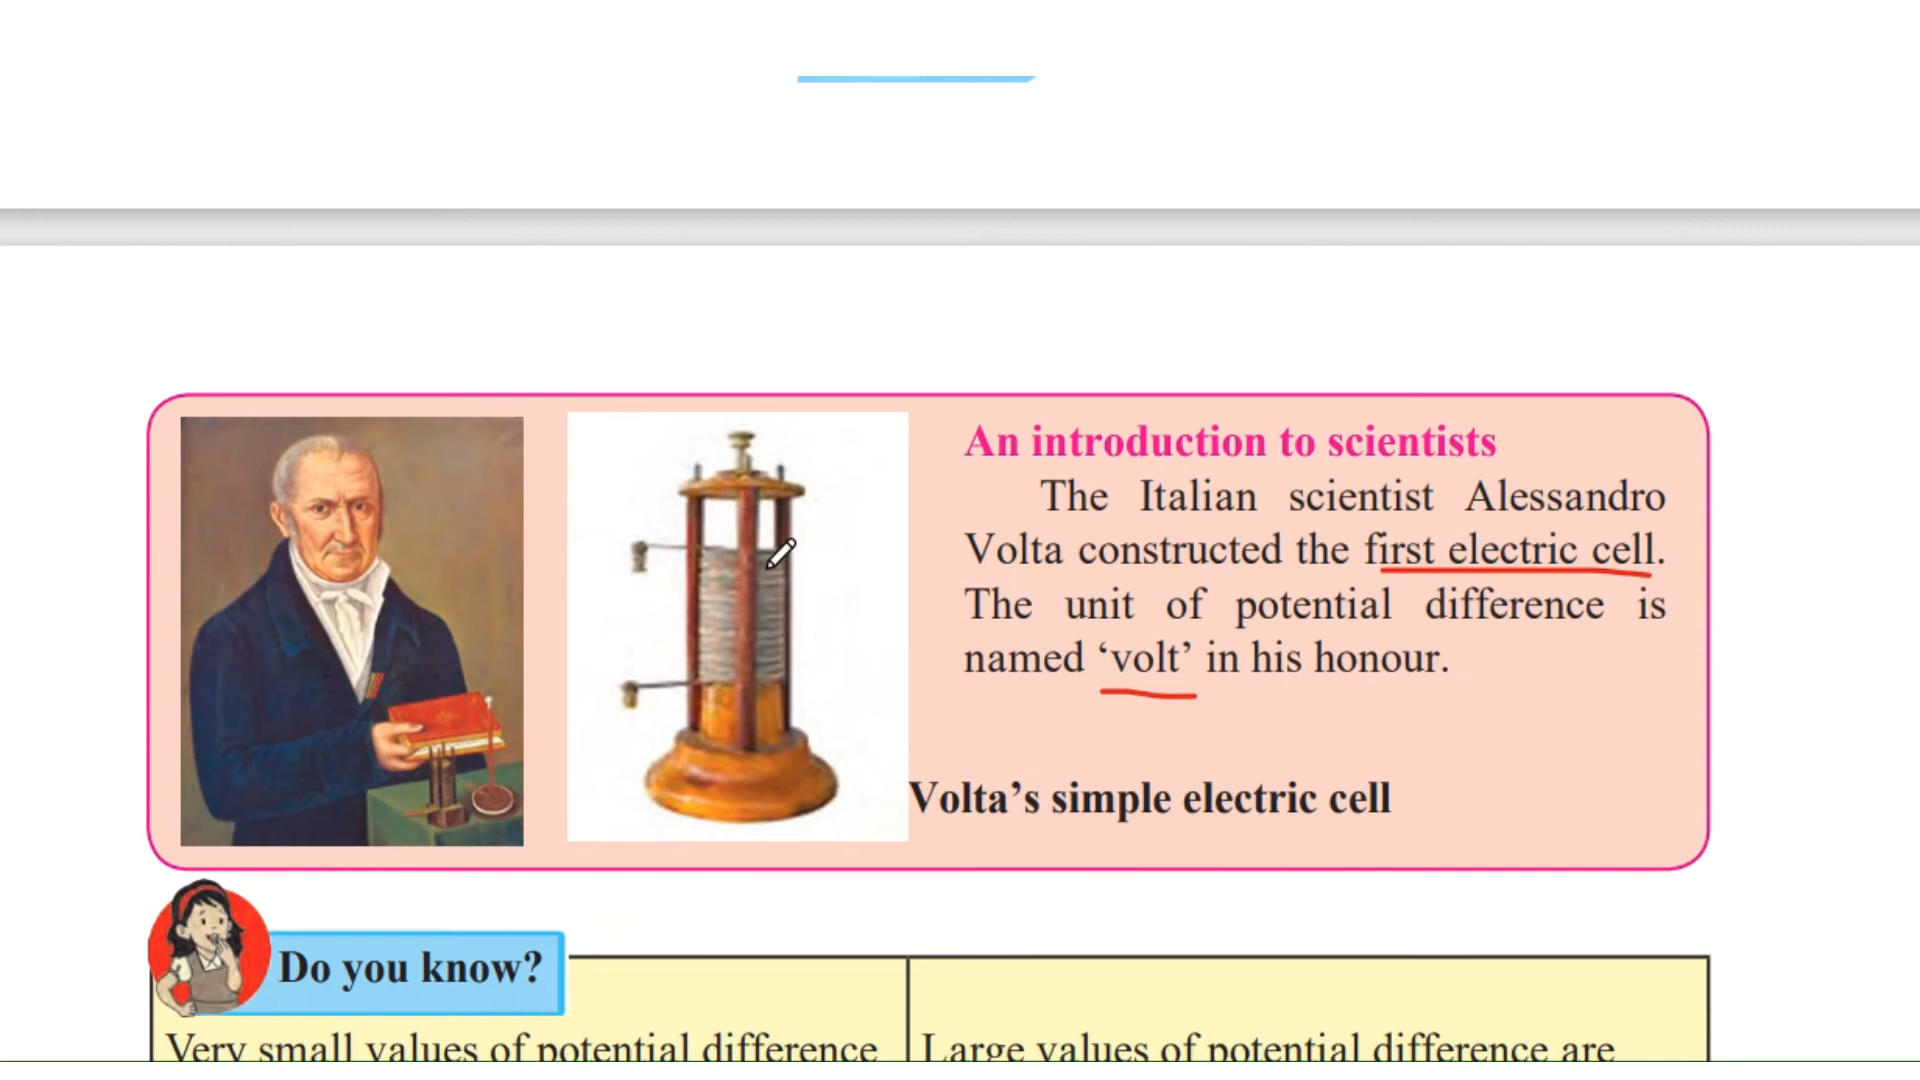 An introduction to scientists
The Italian scientist Alessandro
Volta constructed the first electric cell.
The unit of potential difference is
named ‘volt’ in his honour.
Volta’s simple electric cell
Do you know?
Very small values of potential difference
Large values of potential difference are